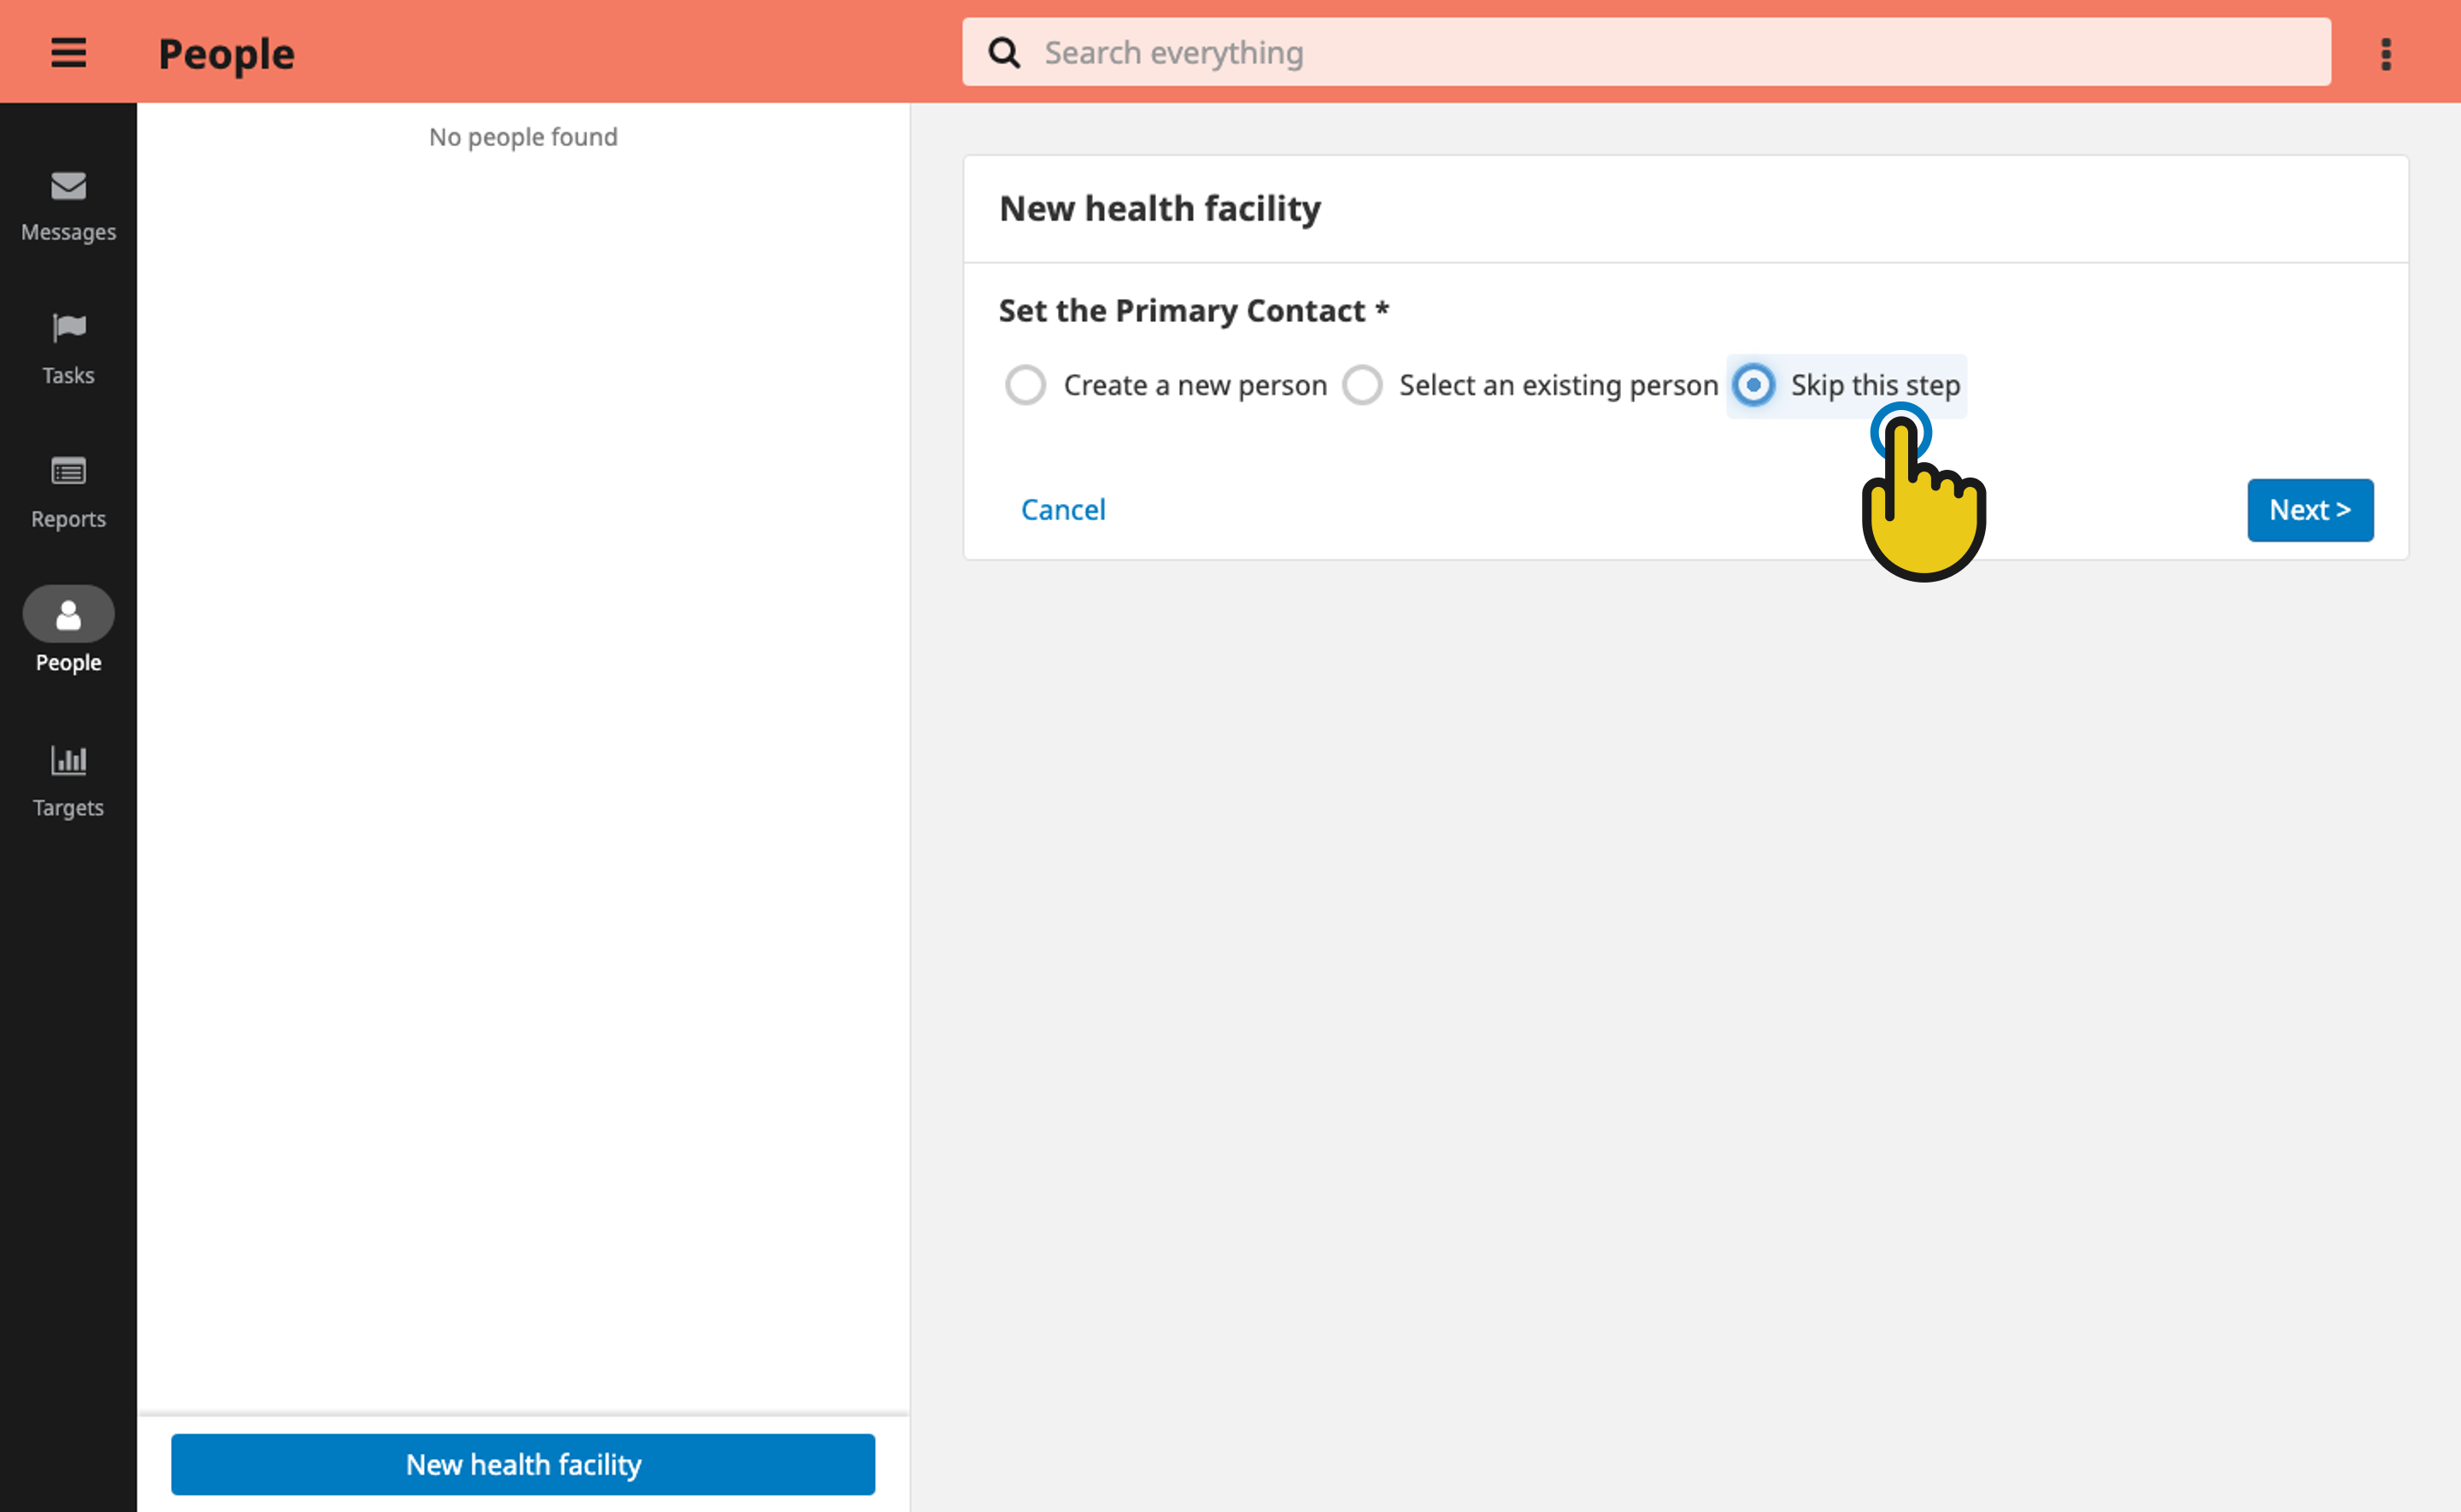 People
Search everything
Messages
Tasks
Reports
People
Targets
No people found
New health facility
New health facility
Set the Primary Contact *
Create a new person Select an existing person Skip this step
Cancel Next >